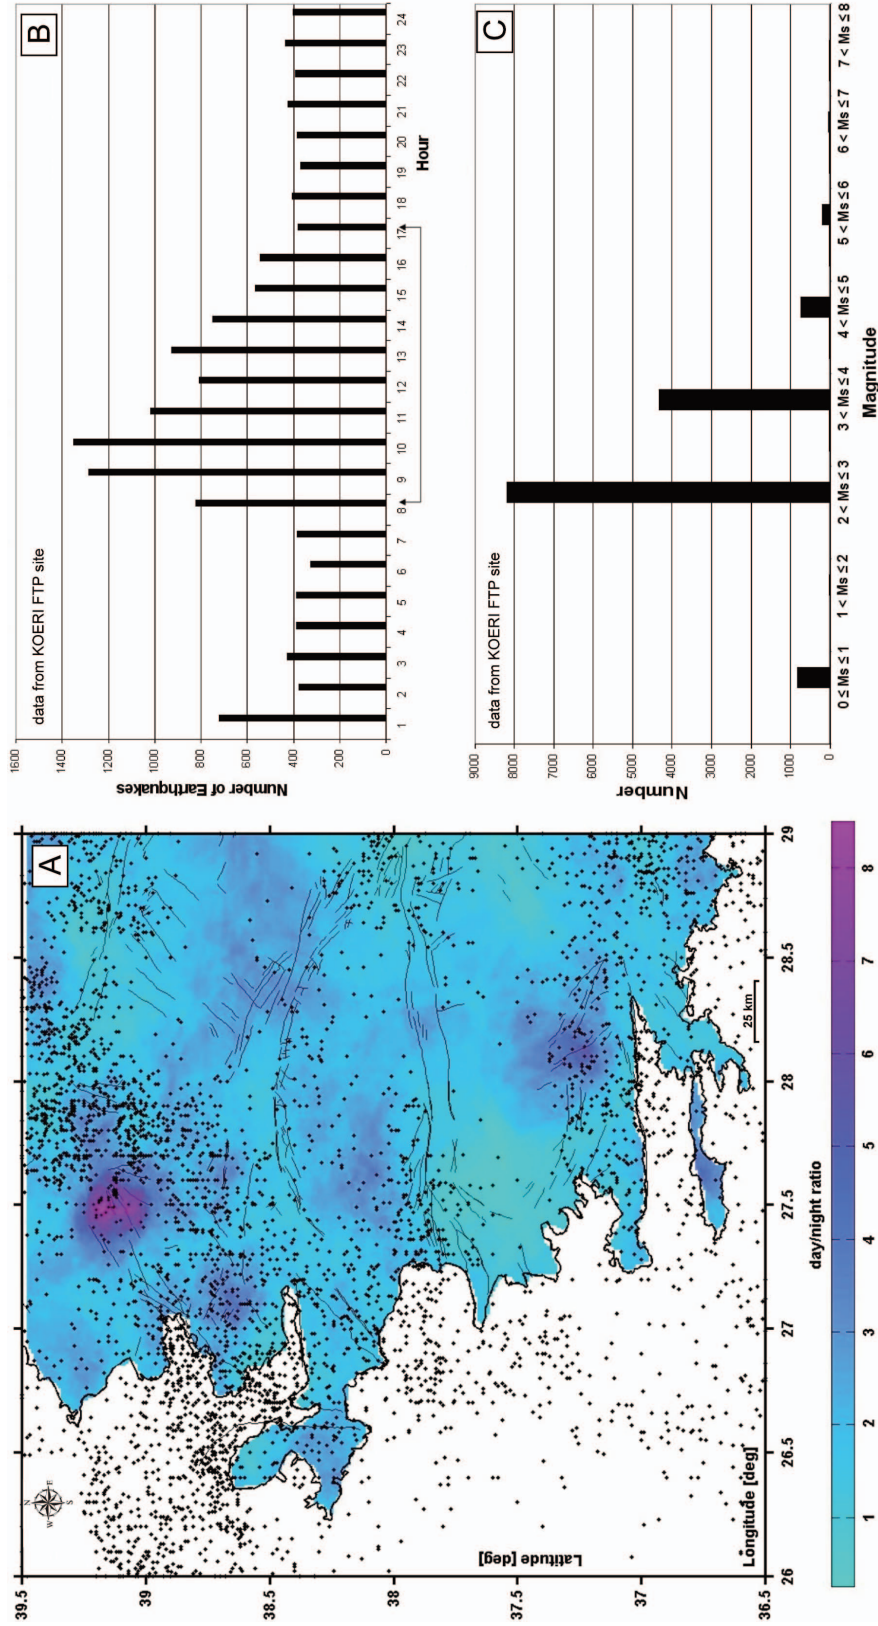 A
N
W
E
S
39.5
39
38.5
38
37.5
37
36.5
Latitude [deg]
Longitude [deg]
26
26.5
27
27.5
28
28.5
29
25 km
1
2
3
4
5
6
7
8
day/night ratio
B
data from KOERI FTP site
Number of Earthquakes
1600
1400
1200
1000
800
600
400
200
0
1
2
3
4
5
6
7
8
9
10
11
12
13
14
15
16
17
18
19
20
21
22
23
24
Hour
C
data from KOERI FTP site
Number
9000
8000
7000
6000
5000
4000
3000
2000
1000
0
0 ≤ Ms ≤ 1
1 < Ms ≤ 2
2 < Ms ≤ 3
3 < Ms ≤ 4
4 < Ms ≤ 5
5 < Ms ≤ 6
6 < Ms ≤ 7
7 < Ms ≤ 8
Magnitude